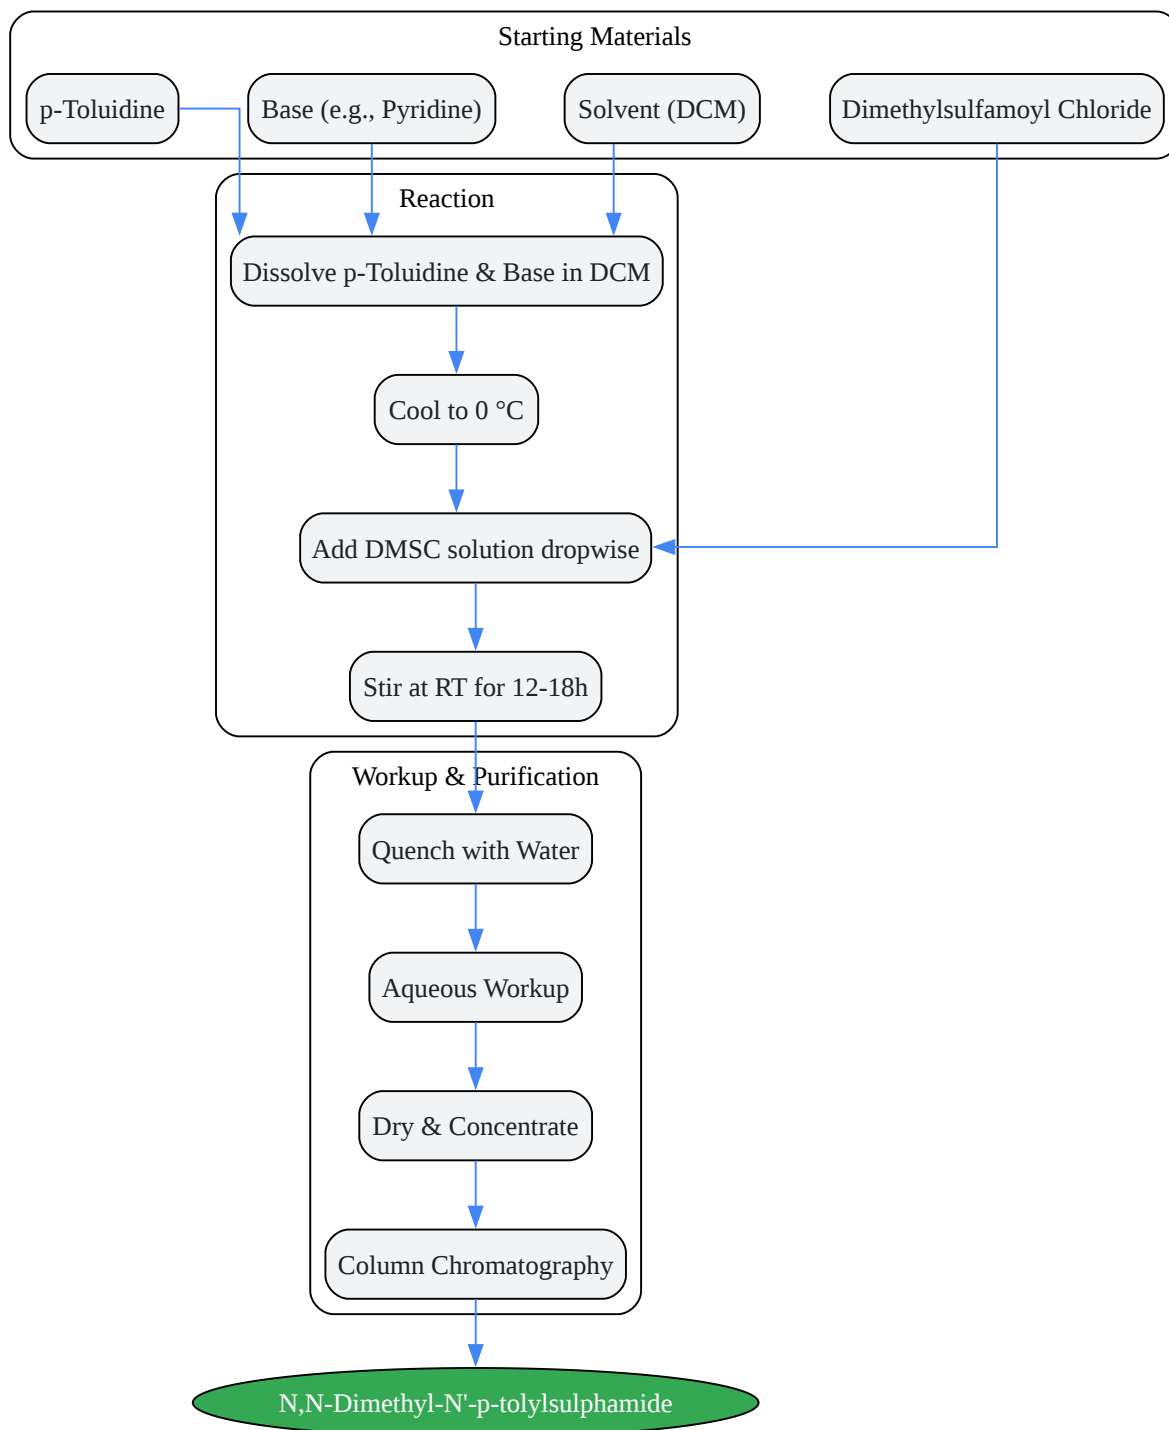 Starting Materials
p-Toluidine
Base (e.g., Pyridine)
Solvent (DCM)
Dimethylsulfamoyl Chloride
Reaction
Dissolve p-Toluidine & Base in DCM
Cool to 0 °C
Add DMSC solution dropwise
Stir at RT for 12-18h
Workup & Purification
Quench with Water
Aqueous Workup
Dry & Concentrate
Column Chromatography
N,N-Dimethyl-N'-p-tolylsulphamide